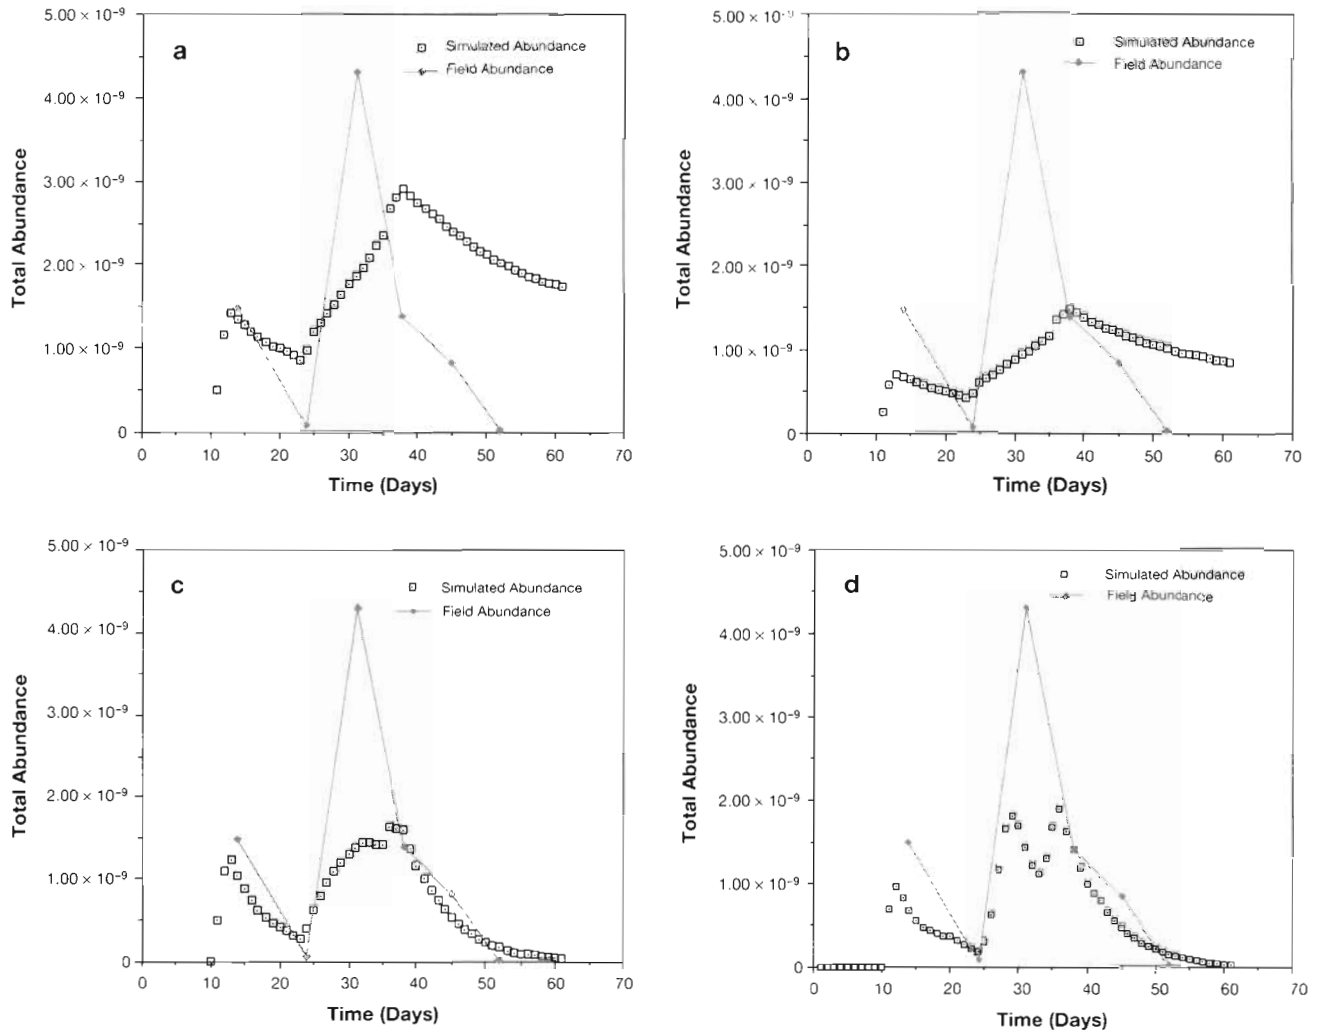 a
Simulated Abundance
Field Abundance
Total Abundance
5.00 × 10⁻⁹
4.00 × 10⁻⁹
3.00 × 10⁻⁹
2.00 × 10⁻⁹
1.00 × 10⁻⁹
0
0 10 20 30 40 50 60 70
Time (Days)
b
Simulated Abundance
Field Abundance
Total Abundance
5.00 × 10⁻⁹
4.00 × 10⁻⁹
3.00 × 10⁻⁹
2.00 × 10⁻⁹
1.00 × 10⁻⁹
0
0 10 20 30 40 50 60 70
Time (Days)
c
Simulated Abundance
Field Abundance
Total Abundance
5.00 × 10⁻⁹
4.00 × 10⁻⁹
3.00 × 10⁻⁹
2.00 × 10⁻⁹
1.00 × 10⁻⁹
0
0 10 20 30 40 50 60 70
Time (Days)
d
Simulated Abundance
Field Abundance
Total Abundance
5.00 × 10⁻⁹
4.00 × 10⁻⁹
3.00 × 10⁻⁹
2.00 × 10⁻⁹
1.00 × 10⁻⁹
0
0 10 20 30 40 50 60 70
Time (Days)